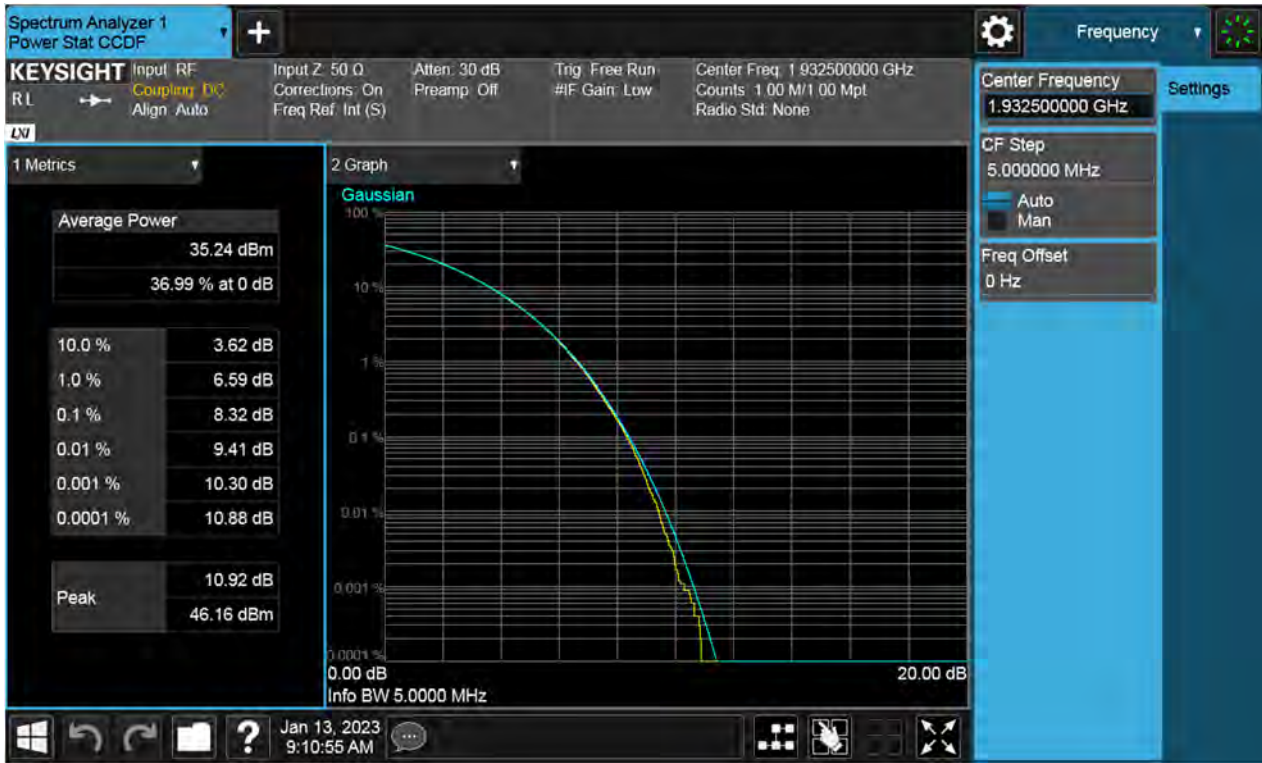 Spectrum Analyzer 1
Power Stat CCDF
+
Frequency
KEYSIGHT
RL
LXI
Input: RF
Coupling: DC
Align: Auto
Input Z: 50 Ω
Corrections: On
Freq Ref: Int (S)
Atten: 30 dB
Preamp: Off
Trig: Free Run
#IF Gain: Low
Center Freq: 1.932500000 GHz
Counts: 1.00 M/1.00 Mpt
Radio Std: None
Center Frequency
1.932500000 GHz
Settings
CF Step
5.000000 MHz
Auto
Man
Freq Offset
0 Hz
1 Metrics
Average Power
35.24 dBm
36.99 % at 0 dB
10.0 % 3.62 dB
1.0 % 6.59 dB
0.1 % 8.32 dB
0.01 % 9.41 dB
0.001 % 10.30 dB
0.0001 % 10.88 dB
Peak
10.92 dB
46.16 dBm
2 Graph
Gaussian
100 %
10 %
1 %
0.1 %
0.01 %
0.001 %
0.0001 %
0.00 dB 20.00 dB
Info BW 5.0000 MHz
?
Jan 13, 2023
9:10:55 AM